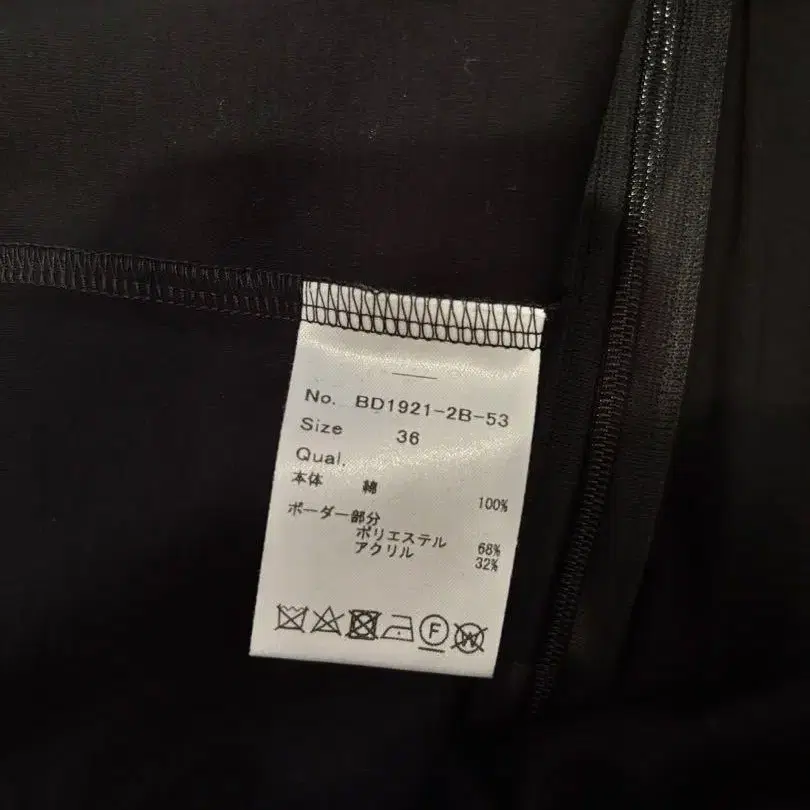 No. BD1921-2B-53
Size 36
Qual.
本体 綿 100%
ボーダー部分
ポリエステル 68%
アクリル 32%
F W